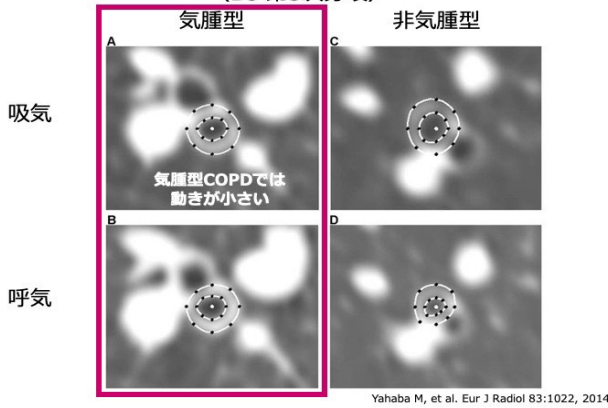 気腫型 非気腫型
A C
吸気
気腫型COPDでは
動きが小さい
B D
呼気
Yahaba M, et al. Eur J Radiol 83:1022, 2014